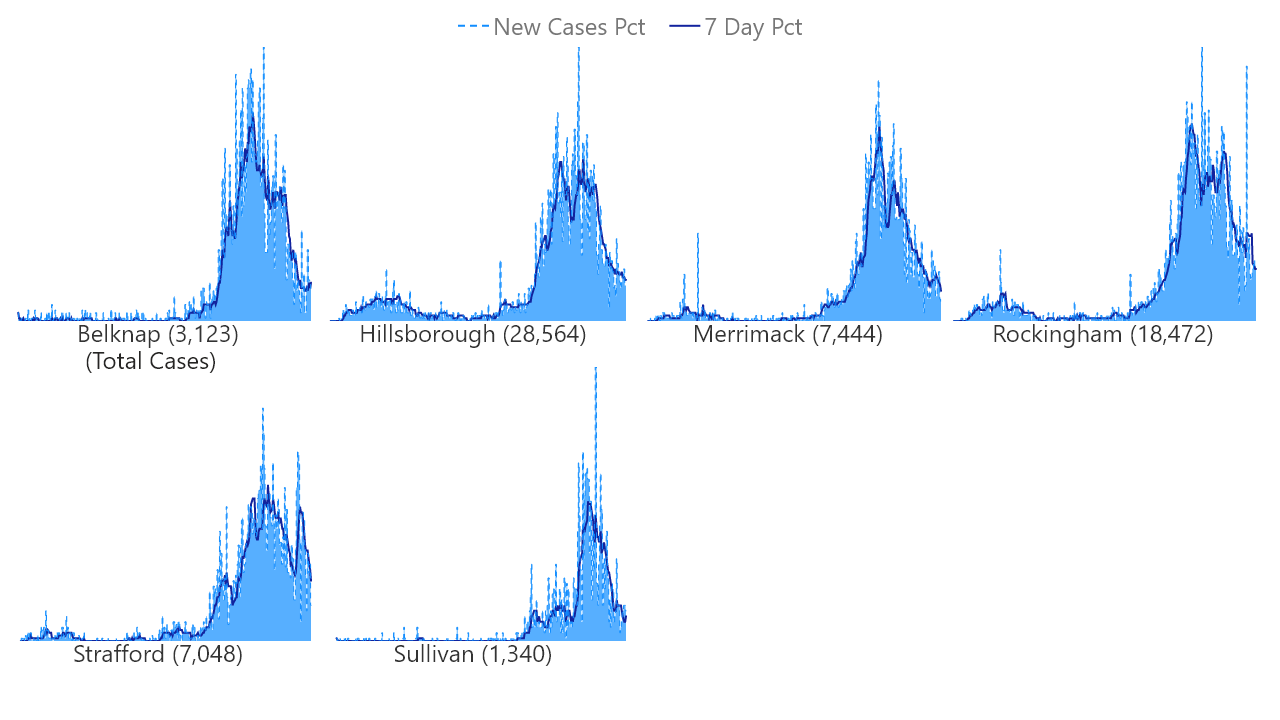 New Cases Pct 7 Day Pct
Belknap (3,123) Hillsborough (28,564) Merrimack (7,444) Rockingham (18,472)
(Total Cases)
Strafford (7,048) Sullivan (1,340)